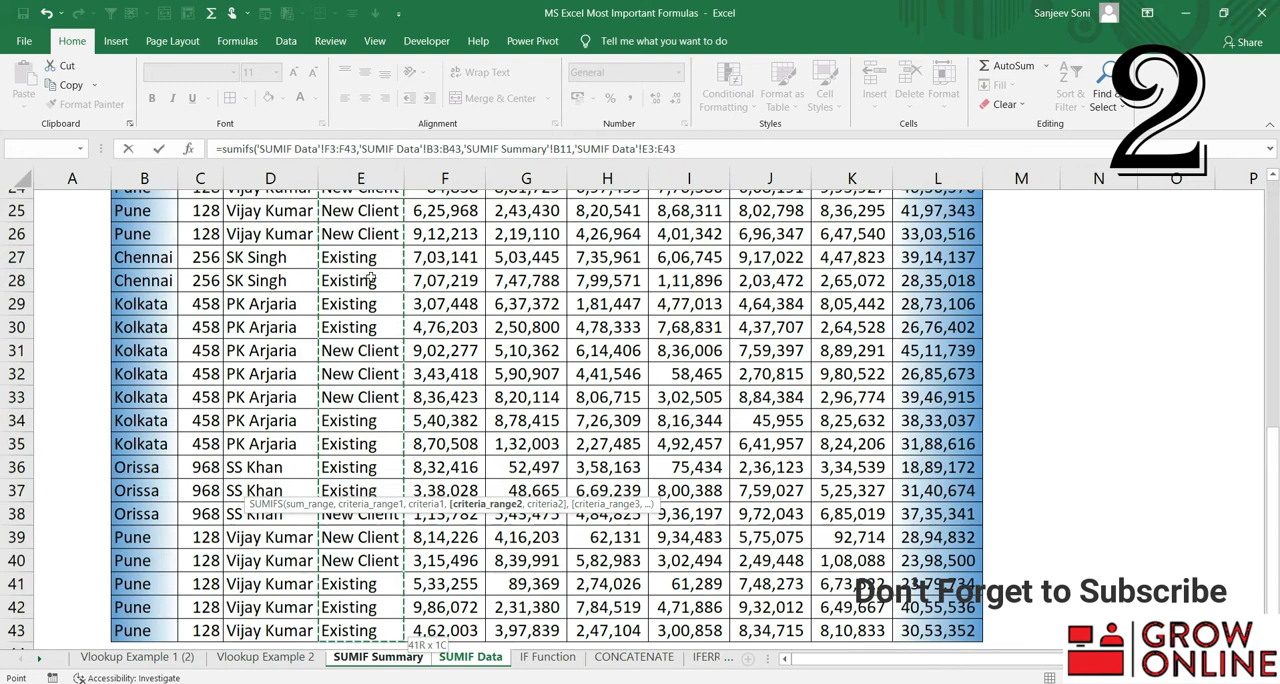 MS Excel Most Important Formulas - Excel
Sanjeev Soni
File Home Insert Page Layout Formulas Data Review View Developer Help Power Pivot Tell me what you want to do Share
Cut
Copy
Format Painter
Paste
Clipboard
11
Font
Wrap Text
Merge & Center
Alignment
General
Number
Conditional Formatting
Format as Table
Cell Styles
Styles
Insert Delete Format
Cells
AutoSum
Fill
Clear
Sort & Filter
Find & Select
Editing
2
=sumifs('SUMIF Data'!F3:F43,'SUMIF Data'!B3:B43,'SUMIF Summary'!B11,'SUMIF Data'!E3:E43
A B C D E F G H I J K L M N O P
25 Pune 128 Vijay Kumar New Client 6,25,968 2,43,430 8,20,541 8,68,311 8,02,798 8,36,295 41,97,343
26 Pune 128 Vijay Kumar New Client 9,12,213 2,19,110 4,26,964 4,01,342 6,96,347 6,47,540 33,03,516
27 Chennai 256 SK Singh Existing 7,03,141 5,03,445 7,35,961 6,06,745 9,17,022 4,47,823 39,14,137
28 Chennai 256 SK Singh Existing 7,07,219 7,47,788 7,99,571 1,11,896 2,03,472 2,65,072 28,35,018
29 Kolkata 458 PK Arjaria Existing 3,07,448 6,37,372 1,81,447 4,77,013 4,64,384 8,05,442 28,73,106
30 Kolkata 458 PK Arjaria Existing 4,76,203 2,50,800 4,78,333 7,68,831 4,37,707 2,64,528 26,76,402
31 Kolkata 458 PK Arjaria New Client 9,02,277 5,10,362 6,14,406 8,36,006 7,59,397 8,89,291 45,11,739
32 Kolkata 458 PK Arjaria New Client 3,43,418 5,90,907 4,41,546 58,465 2,70,815 9,80,522 26,85,673
33 Kolkata 458 PK Arjaria New Client 8,36,423 8,20,114 8,06,715 3,02,505 8,84,384 2,96,774 39,46,915
34 Kolkata 458 PK Arjaria Existing 5,40,382 8,78,415 7,26,309 8,16,344 45,955 8,25,632 38,33,037
35 Kolkata 458 PK Arjaria Existing 8,70,508 1,32,003 2,27,485 4,92,457 6,41,957 8,24,206 31,88,616
36 Orissa 968 SS Khan Existing 8,32,416 52,497 3,58,163 75,434 2,36,123 3,34,539 18,89,172
37 Orissa 968 SS Khan Existing 3,38,028 48,665 6,69,239 8,00,388 7,59,027 5,25,327 31,40,674
SUMIFS(sum_range, criteria_range1, criteria1, [criteria_range2, criteria2], [criteria_range3, ...)
38 Orissa 968 SS Khan New Client 1,13,782 5,43,475 4,84,825 9,36,197 9,72,043 6,85,019 37,35,341
39 Pune 128 Vijay Kumar New Client 8,14,226 4,16,203 62,131 9,34,483 5,75,075 92,714 28,94,832
40 Pune 128 Vijay Kumar New Client 3,15,496 8,39,991 5,82,983 3,02,494 2,49,448 1,08,088 23,98,500
41 Pune 128 Vijay Kumar Existing 5,33,255 89,369 2,74,026 61,289 7,48,273
42 Pune 128 Vijay Kumar Existing 9,86,072 2,31,380 7,84,519 4,71,886 9,32,012 6,49,667 40,55,536
43 Pune 128 Vijay Kumar Existing 4,62,003 3,97,839 2,47,104 3,00,858 8,34,715 8,10,833 30,53,352
Don't Forget to Subscribe
41R x 1C
GROW
ONLINE
Vlookup Example 1 (2) Vlookup Example 2 SUMIF Summary SUMIF Data IF Function CONCATENATE IFERR ...
Point Accessibility: Investigate